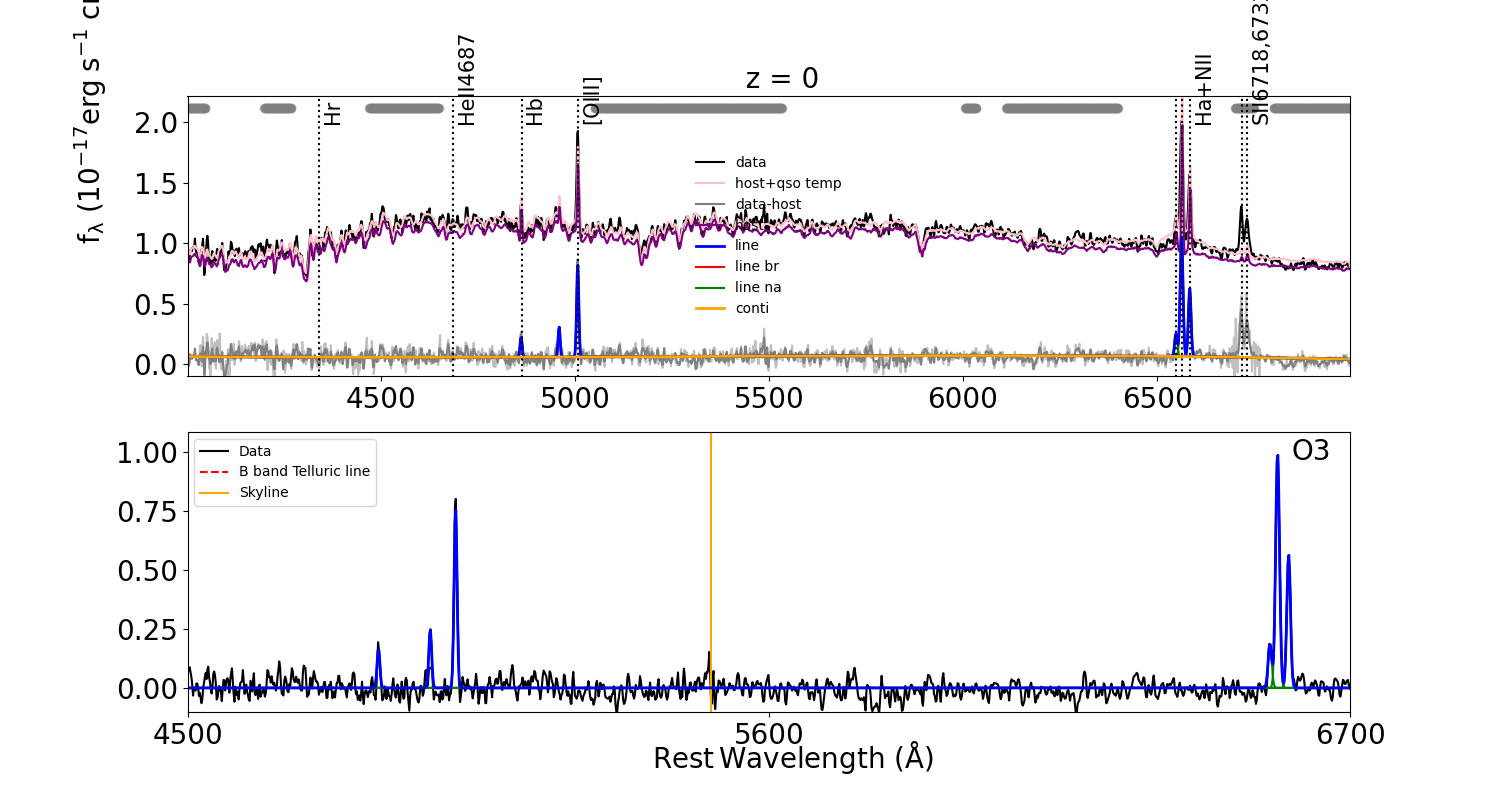 z = 0
f_λ (10^−17 erg s^−1 c
Hr
HeII4687
Hb
[OIII]
Ha+NII
SII6718,673
2.0
1.5
1.0
0.5
0.0
data
host+qso temp
data-host
line
line br
line na
conti
4500 5000 5500 6000 6500
1.00
0.75
0.50
0.25
0.00
Data
B band Telluric line
Skyline
O3
4500 5600 6700
Rest Wavelength (Å)